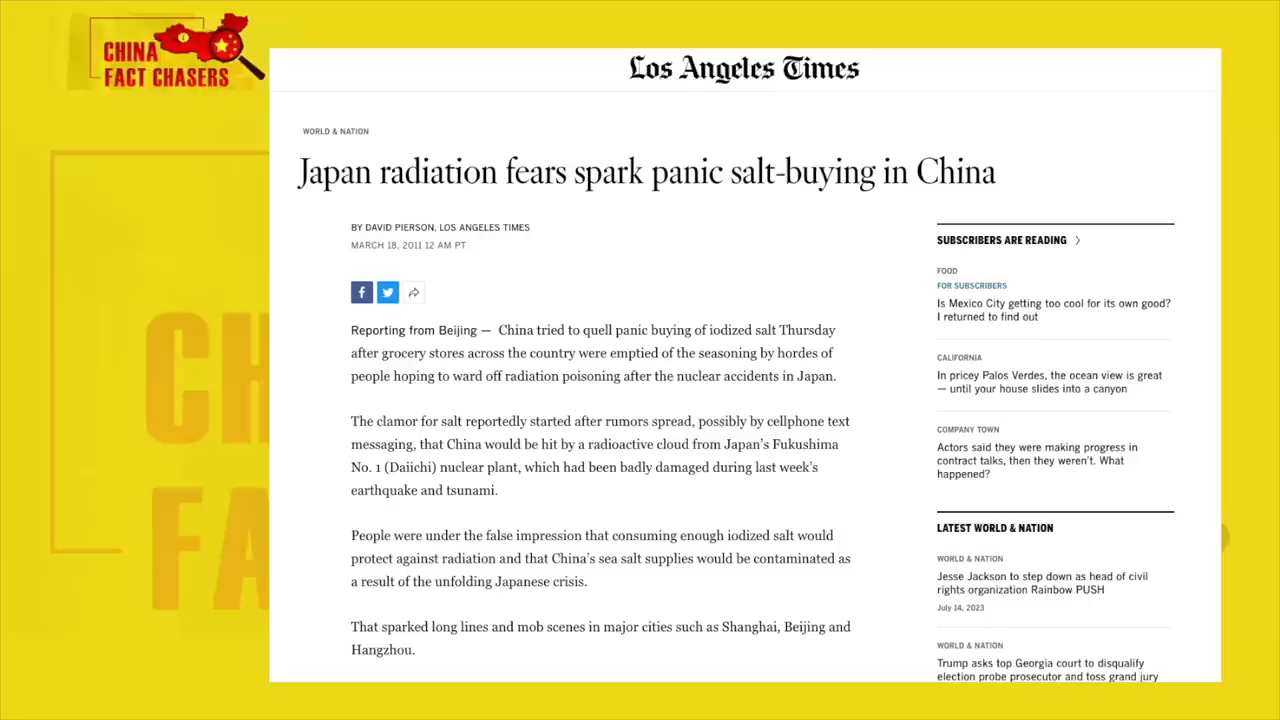 CHINA
FACT CHASERS
Los Angeles Times
WORLD & NATION
Japan radiation fears spark panic salt-buying in China
BY DAVID PIERSON, LOS ANGELES TIMES
MARCH 18, 2011 12 AM PT
Reporting from Beijing — China tried to quell panic buying of iodized salt Thursday
after grocery stores across the country were emptied of the seasoning by hordes of
people hoping to ward off radiation poisoning after the nuclear accidents in Japan.
The clamor for salt reportedly started after rumors spread, possibly by cellphone text
messaging, that China would be hit by a radioactive cloud from Japan's Fukushima
No. 1 (Daiichi) nuclear plant, which had been badly damaged during last week's
earthquake and tsunami.
People were under the false impression that consuming enough iodized salt would
protect against radiation and that China's sea salt supplies would be contaminated as
a result of the unfolding Japanese crisis.
That sparked long lines and mob scenes in major cities such as Shanghai, Beijing and
Hangzhou.
SUBSCRIBERS ARE READING
FOOD
FOR SUBSCRIBERS
Is Mexico City getting too cool for its own good?
I returned to find out
CALIFORNIA
In pricey Palos Verdes, the ocean view is great
— until your house slides into a canyon
COMPANY TOWN
Actors said they were making progress in
contract talks, then they weren't. What
happened?
LATEST WORLD & NATION
WORLD & NATION
Jesse Jackson to step down as head of civil
rights organization Rainbow PUSH
July 14, 2023
WORLD & NATION
Trump asks top Georgia court to disqualify
election probe prosecutor and toss grand jury
CH
FA